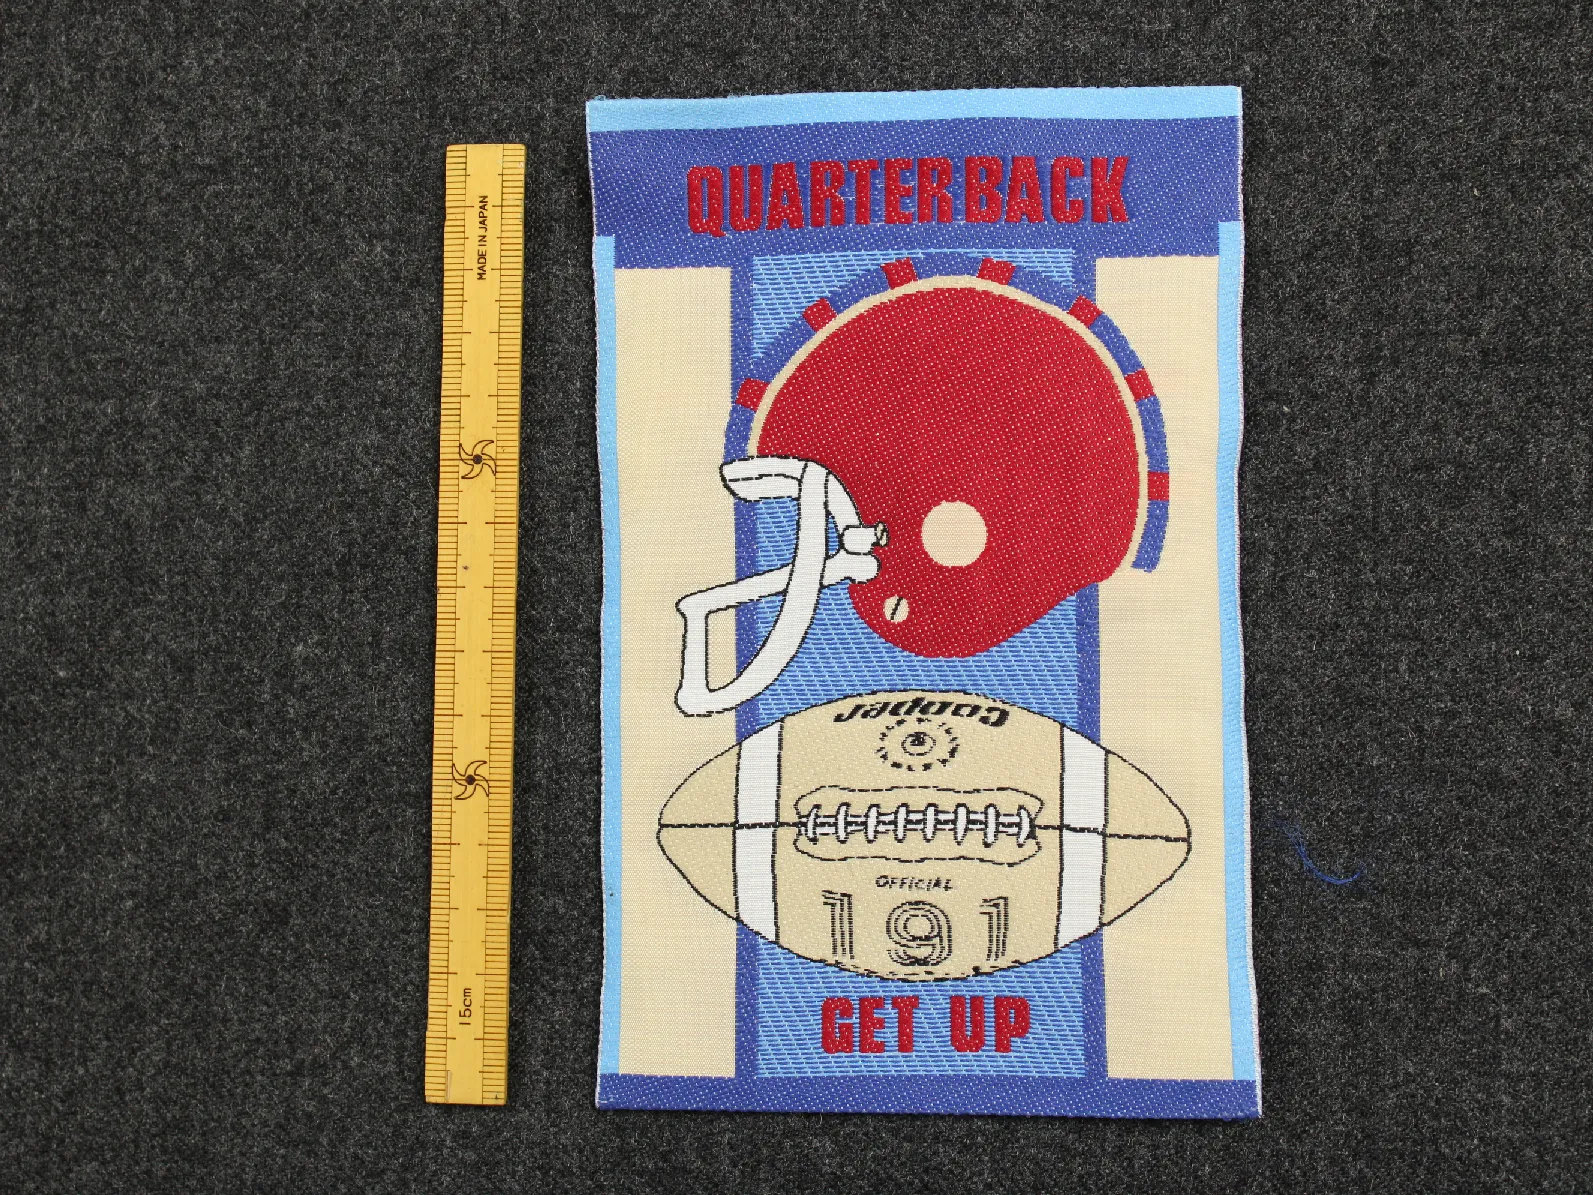 MADE IN JAPAN
15cm
QUARTERBACK
Cooper
OFFICIAL
191
GET UP